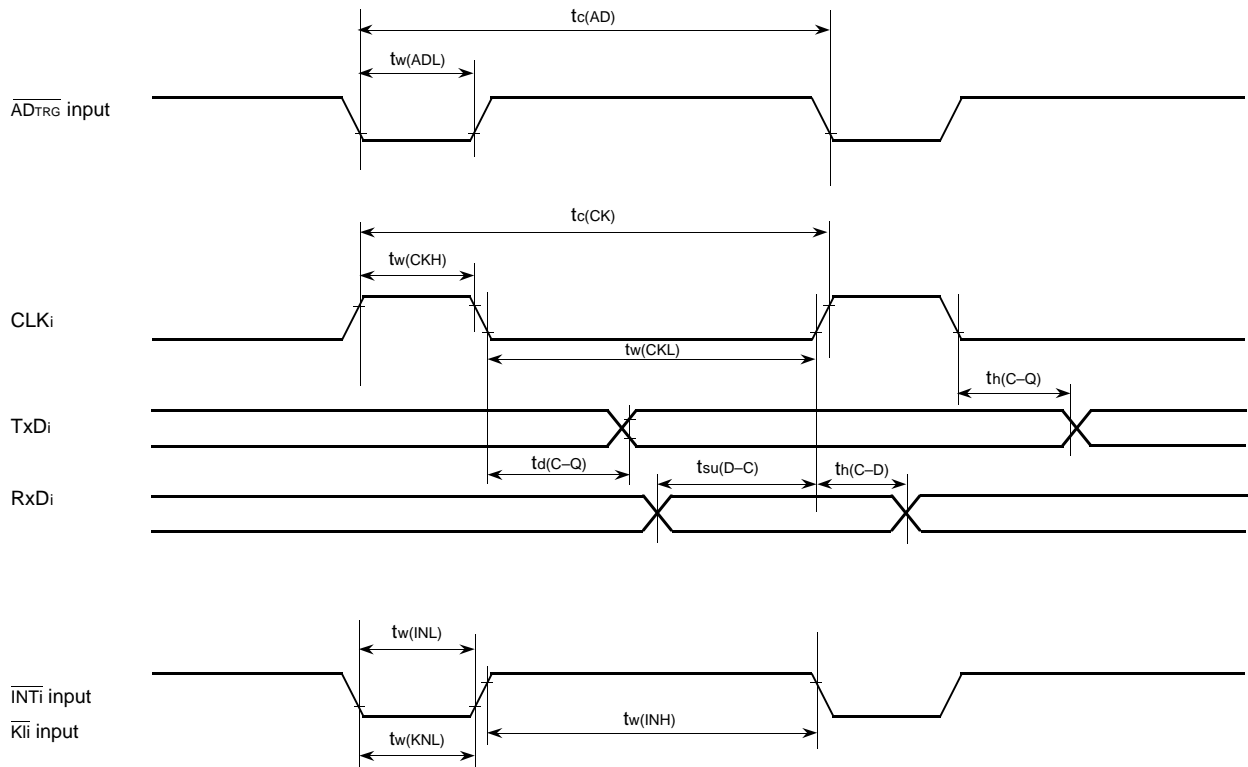 tc(AD)
tw(ADL)
ADTRG input
tc(CK)
tw(CKH)
CLKi
tw(CKL)
th(C–Q)
TxDi
td(C–Q)
tsu(D–C)
th(C–D)
RxDi
tw(INL)
INTi input
tw(INH)
KIi input
tw(KNL)